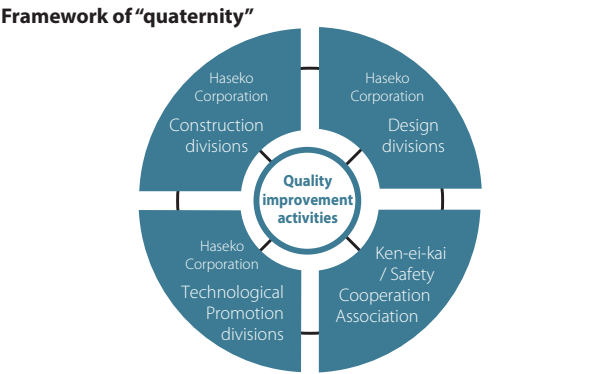 Framework of “quaternity”
Haseko
Corporation
Construction
divisions
Haseko
Corporation
Design
divisions
Quality
improvement
activities
Haseko
Corporation
Technological
Promotion
divisions
Ken-ei-kai
/ Safety
Cooperation
Association